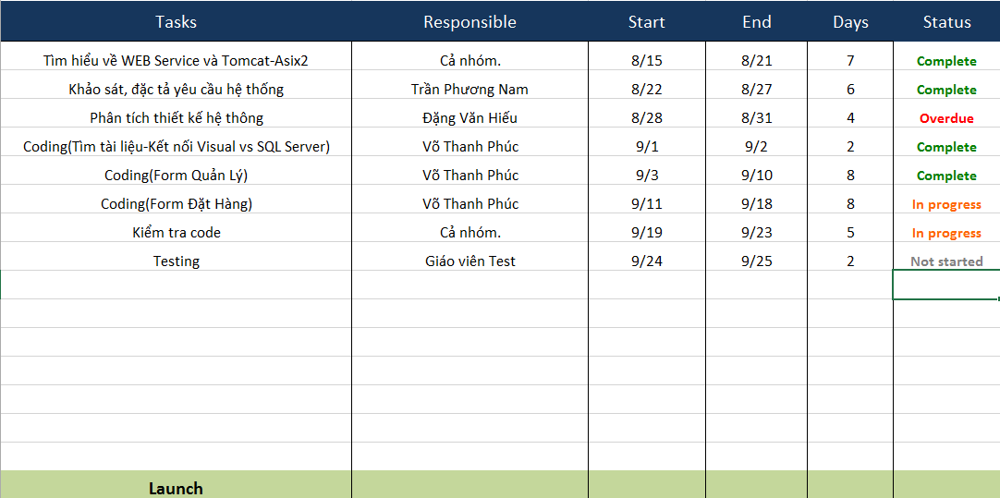 Tasks Responsible Start End Days Status
Tìm hiểu về WEB Service và Tomcat-Asix2 Cả nhóm. 8/15 8/21 7 Complete
Khảo sát, đặc tả yêu cầu hệ thống Trần Phương Nam 8/22 8/27 6 Complete
Phân tích thiết kế hệ thông Đặng Văn Hiếu 8/28 8/31 4 Overdue
Coding(Tìm tài liệu-Kết nối Visual vs SQL Server) Võ Thanh Phúc 9/1 9/2 2 Complete
Coding(Form Quản Lý) Võ Thanh Phúc 9/3 9/10 8 Complete
Coding(Form Đặt Hàng) Võ Thanh Phúc 9/11 9/18 8 In progress
Kiểm tra code Cả nhóm. 9/19 9/23 5 In progress
Testing Giáo viên Test 9/24 9/25 2 Not started
Launch